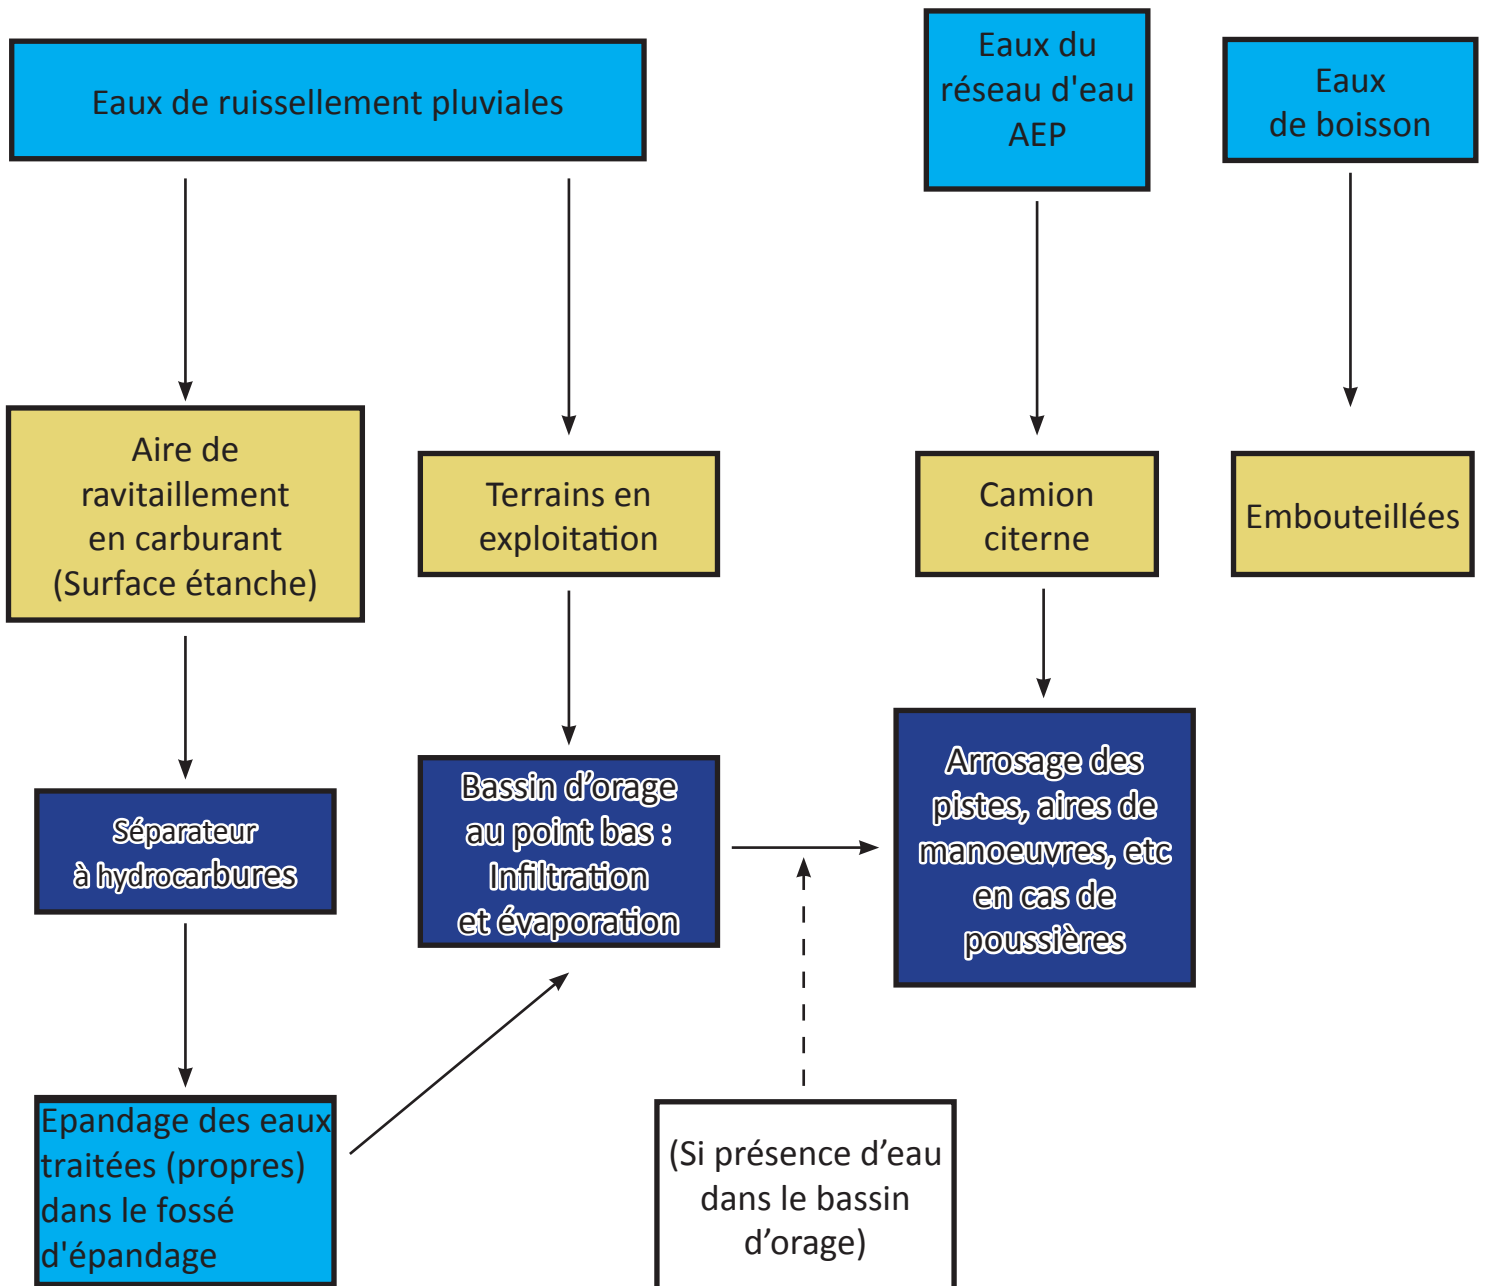 Eaux de ruissellement pluviales
Eaux du
réseau d'eau
AEP
Eaux
de boisson
Aire de
ravitaillement
en carburant
(Surface étanche)
Terrains en
exploitation
Camion
citerne
Embouteillées
Séparateur
à hydrocarbures
Bassin d’orage
au point bas :
Infiltration
et évaporation
Arrosage des
pistes, aires de
manoeuvres, etc
en cas de
poussières
Epandage des eaux
traitées (propres)
dans le fossé
d'épandage
(Si présence d’eau
dans le bassin
d’orage)